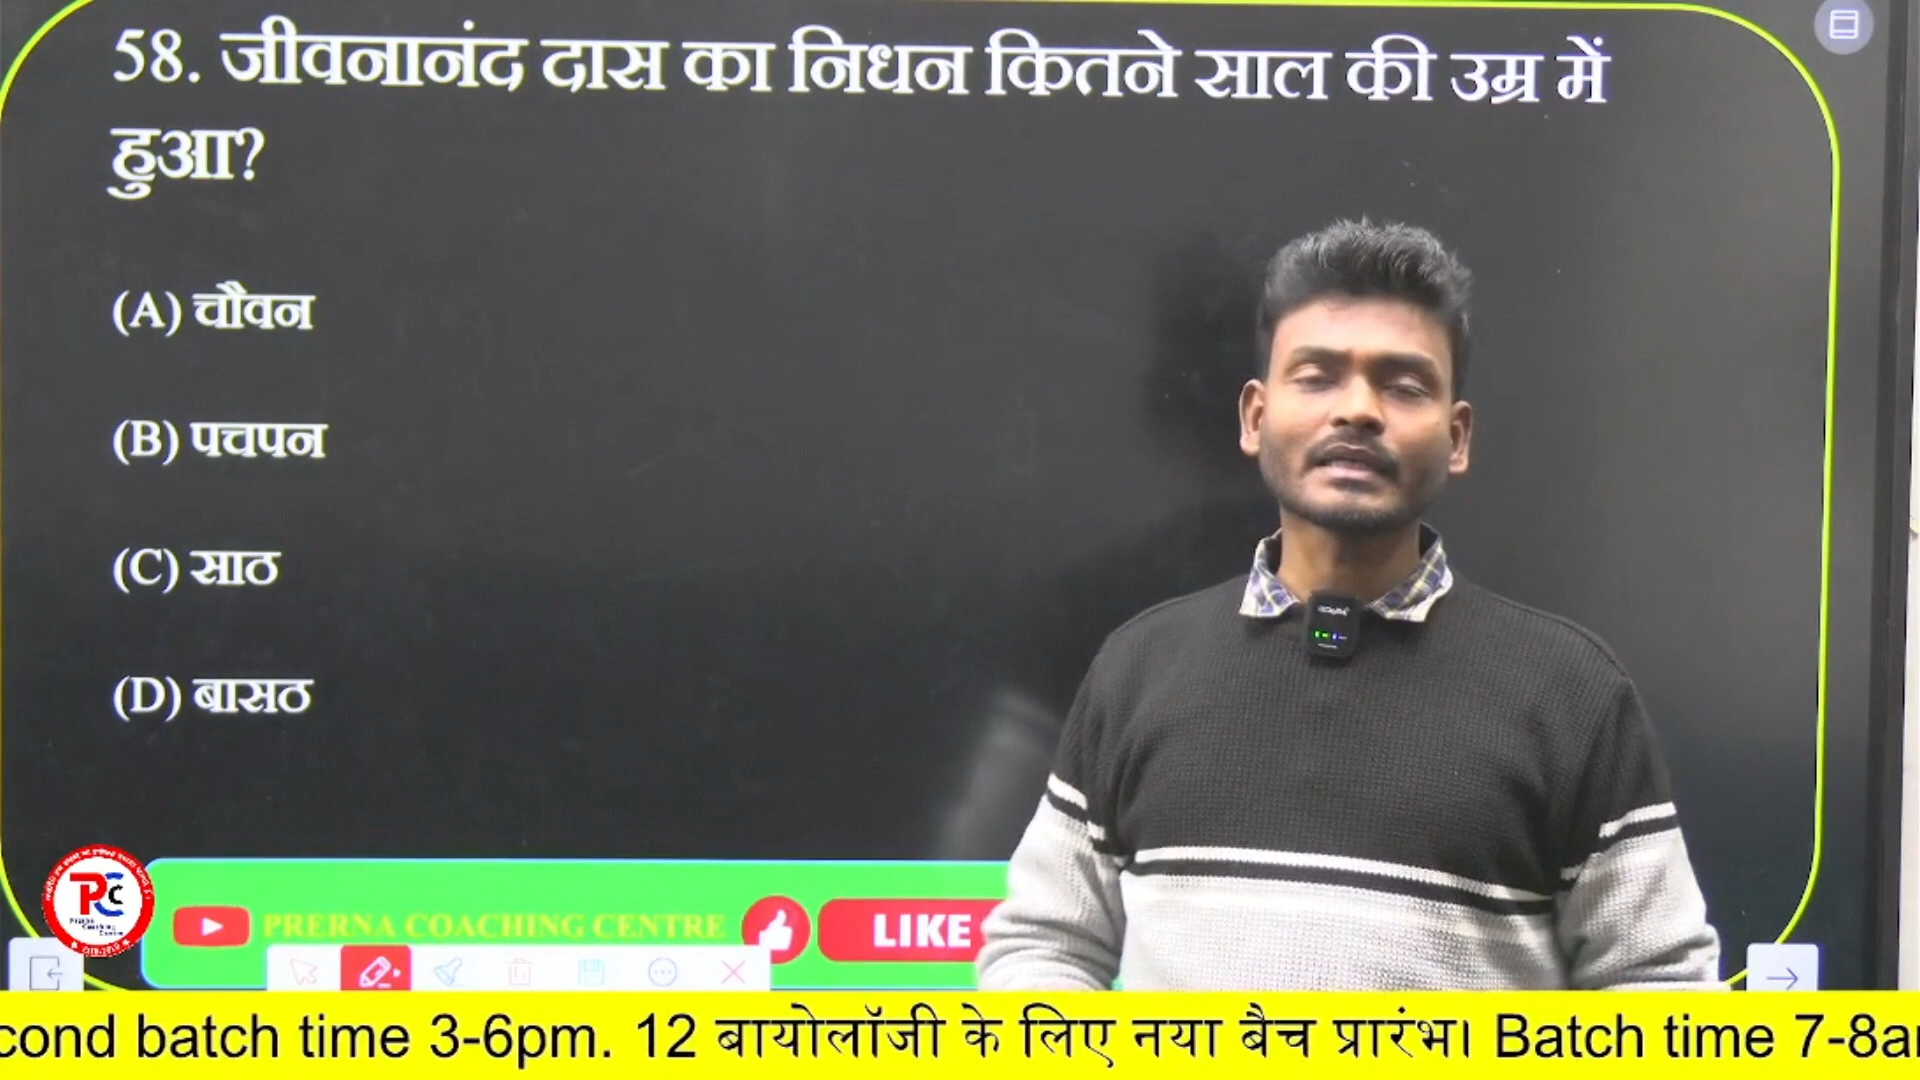 58. जीवनानंद दास का निधन कितने साल की उम्र में
हुआ?
(A) चौवन
(B) पचपन
(C) साठ
(D) बासठ
PRERNA COACHING CENTRE
LIKE
cond batch time 3-6pm. 12 बायोलॉजी के लिए नया बैच प्रारंभ। Batch time 7-8a